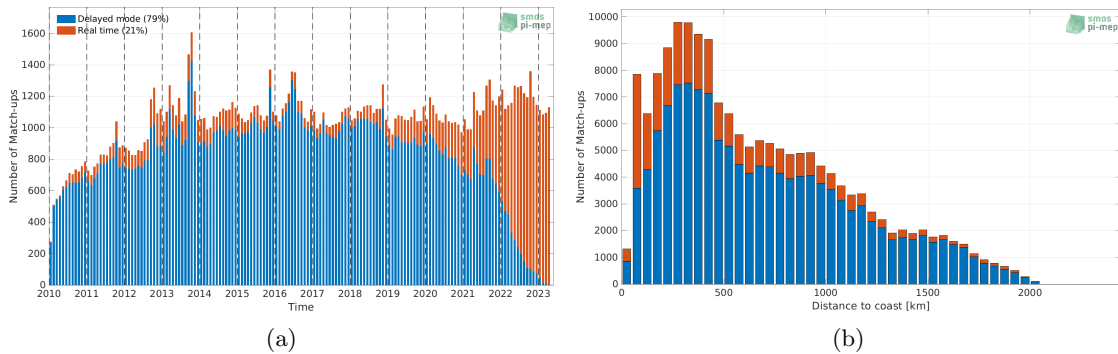 Delayed mode (79%)
Real time (21%)
smos
pi-mep
Number of Match-ups
1600
1400
1200
1000
800
600
400
200
0
2010 2011 2012 2013 2014 2015 2016 2017 2018 2019 2020 2021 2022 2023
Time
(a)
smos
pi-mep
Number of Match-ups
10000
9000
8000
7000
6000
5000
4000
3000
2000
1000
0
0 500 1000 1500 2000
Distance to coast [km]
(b)